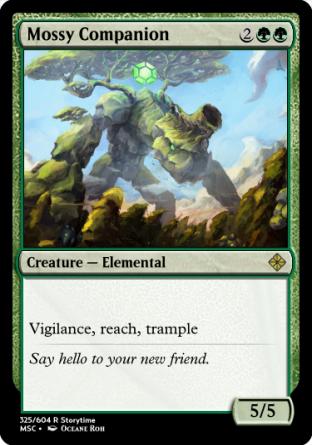 Mossy Companion 2
Creature — Elemental
Vigilance, reach, trample
Say hello to your new friend.
5/5
325/604 R Storytime
MSC • Oceane Roh